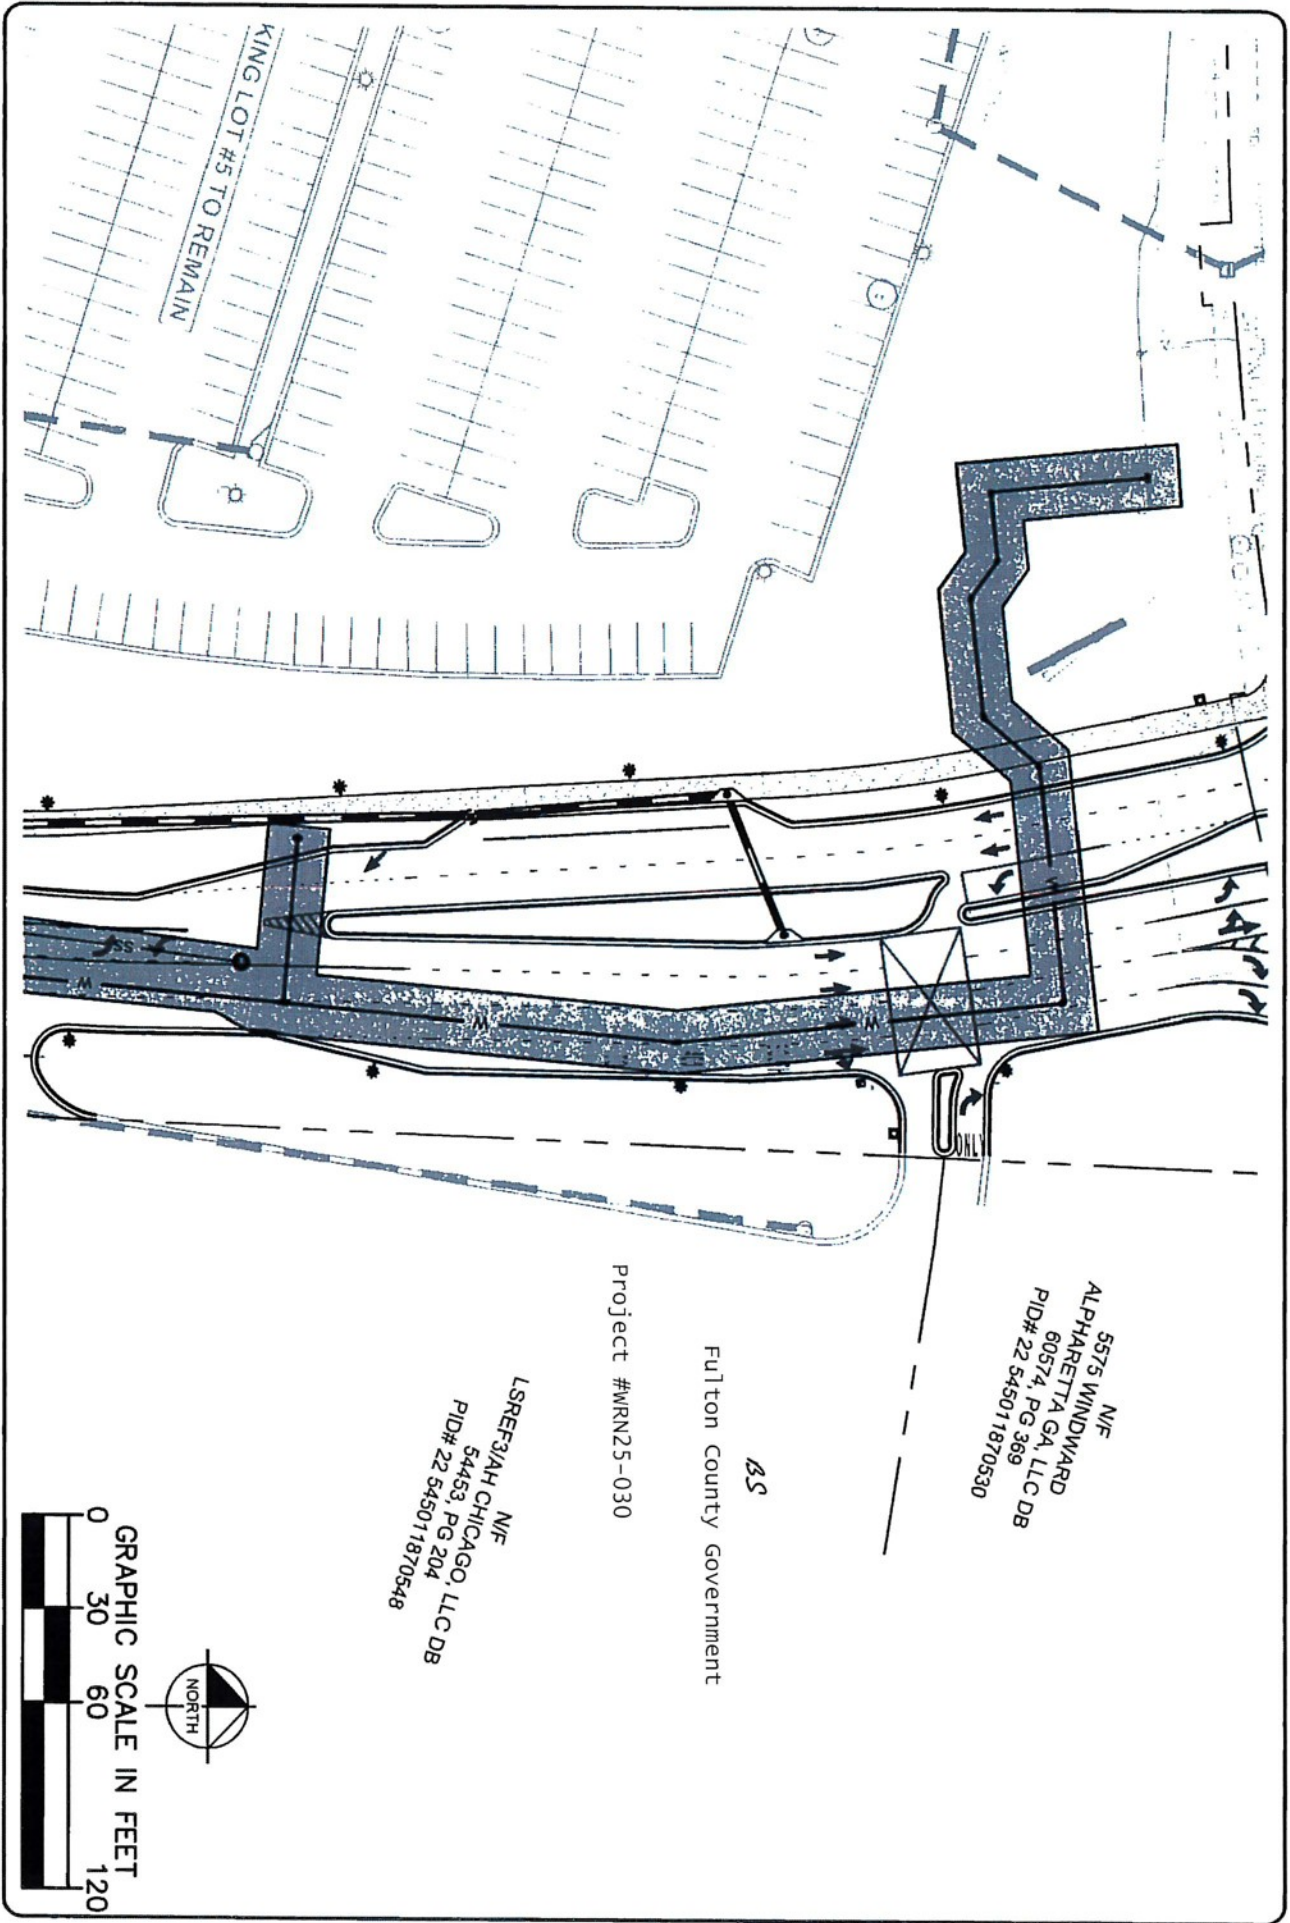 KING LOT #5 TO REMAIN
N/F
5575 WINDWARD
ALPHARETTA GA, LLC DB
60574, PG 369
PID# 22 545011870530
BS
Fulton County Government
Project #WRN25-030
N/F
LSREF3/AH CHICAGO, LLC DB
54453, PG 204
PID# 22 545011870548
ONLY
SS
W
W
W
NORTH
GRAPHIC SCALE IN FEET
0 30 60 120